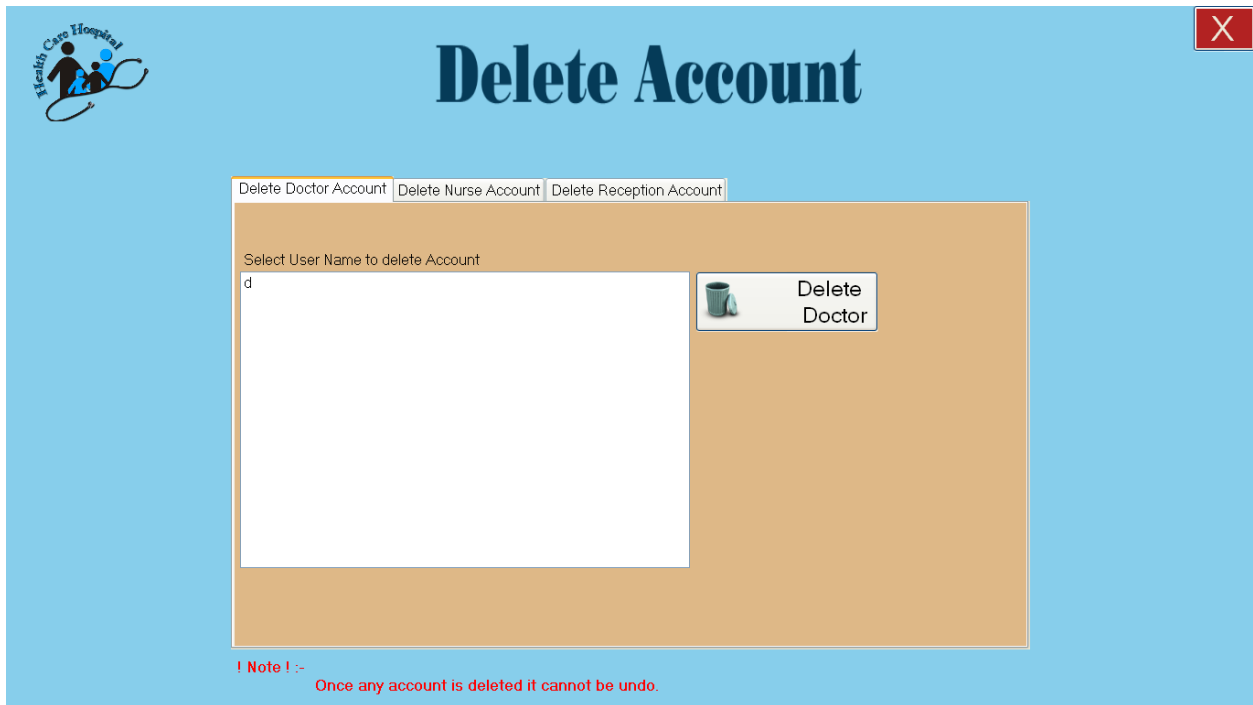 Health Care Hospital
X
Delete Account
Delete Doctor Account Delete Nurse Account Delete Reception Account
Select User Name to delete Account
d
Delete
Doctor
! Note ! :-
Once any account is deleted it cannot be undo.